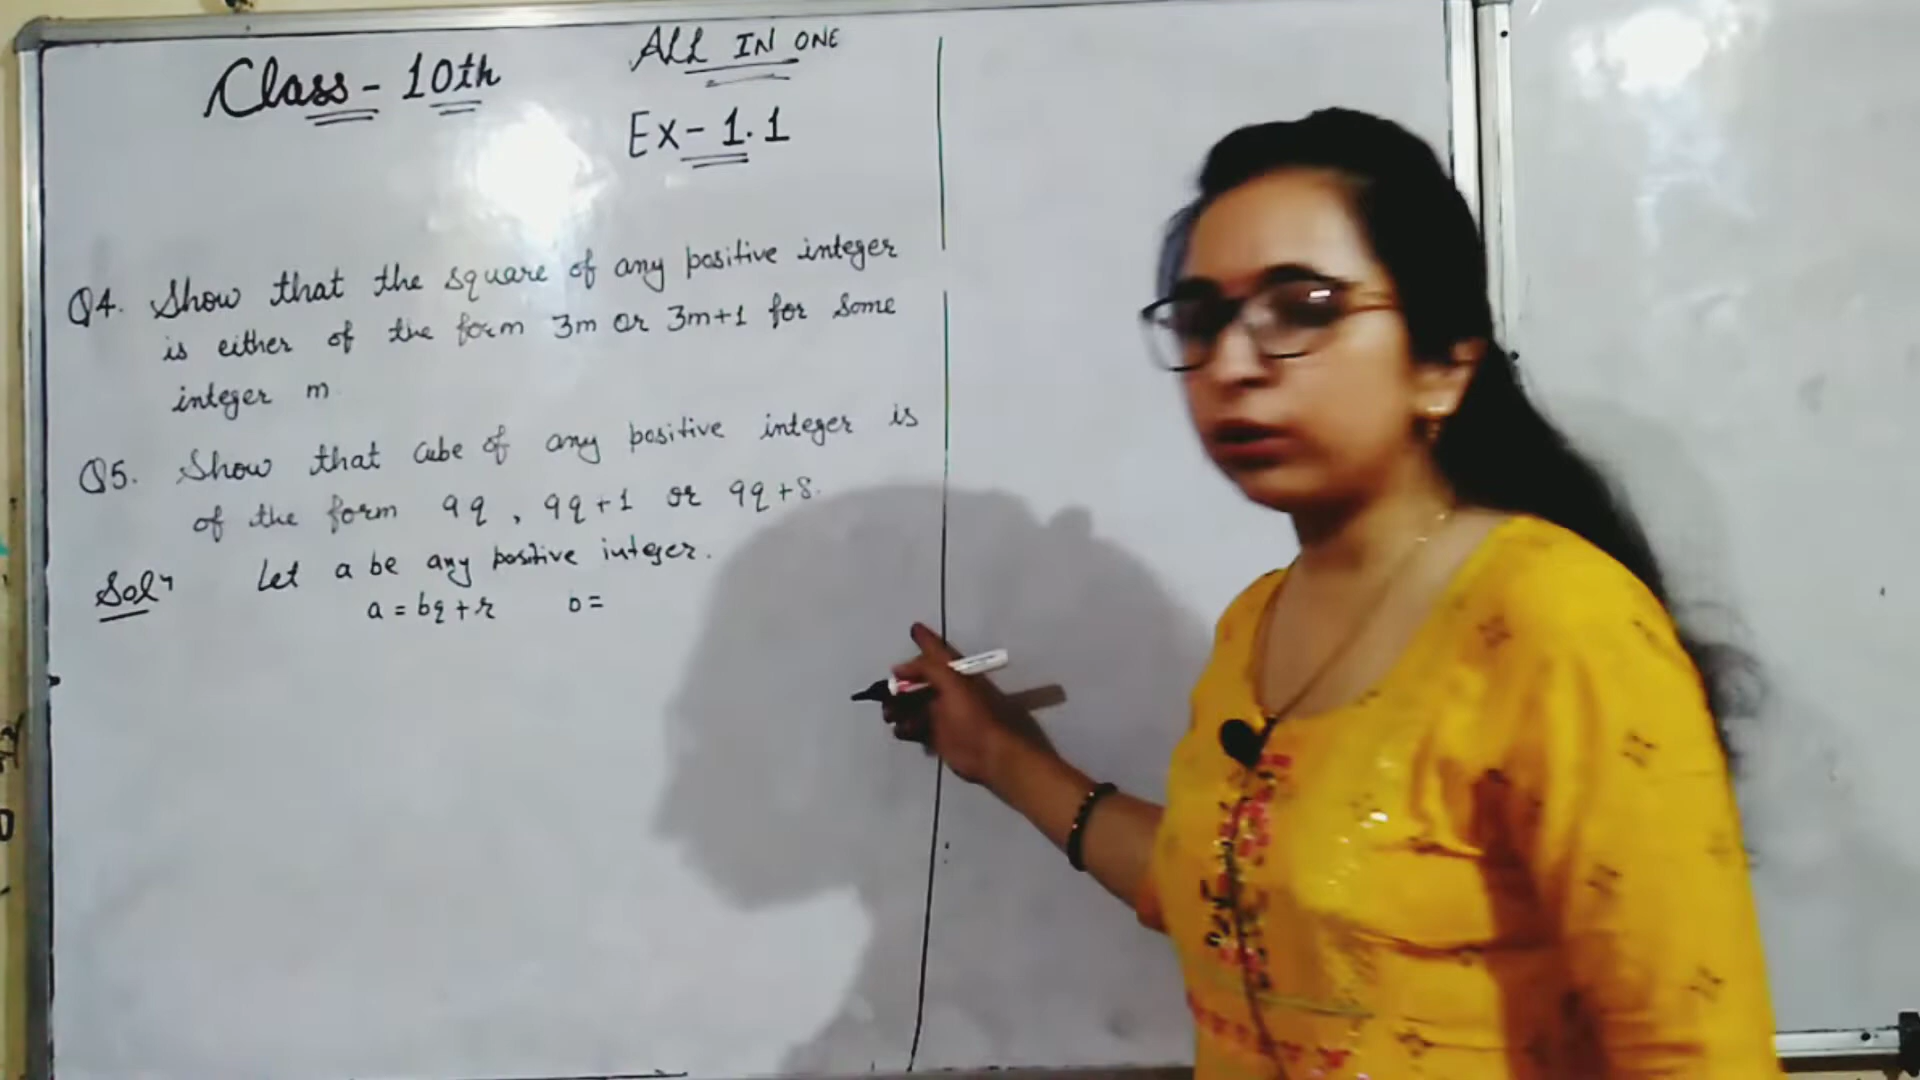 Class - 10th
ALL IN ONE
Ex - 1.1
Q4. Show that the square of any positive integer
is either of the form 3m or 3m+1 for some
integer m.
Q5. Show that cube of any positive integer is
of the form 9q, 9q+1 or 9q+8.
Solⁿ Let a be any positive integer.
a = bq + r 0 =